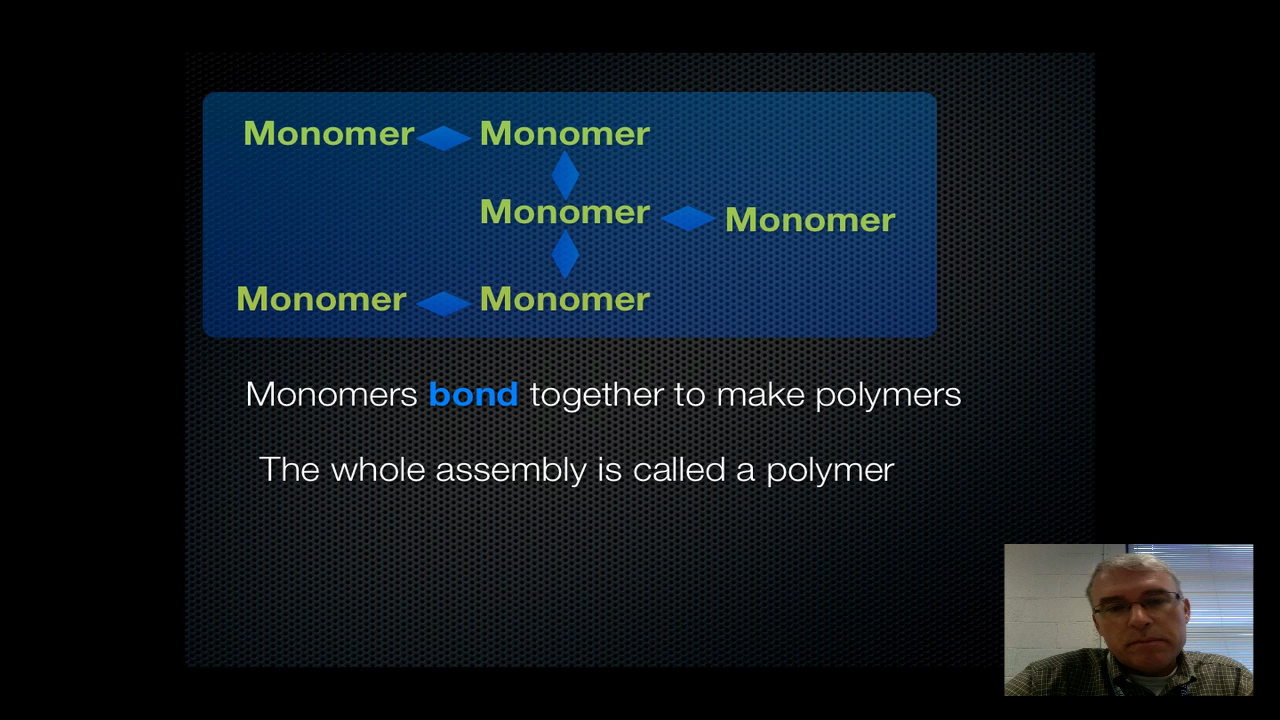 Monomer Monomer
Monomer Monomer
Monomer Monomer
Monomers bond together to make polymers
The whole assembly is called a polymer